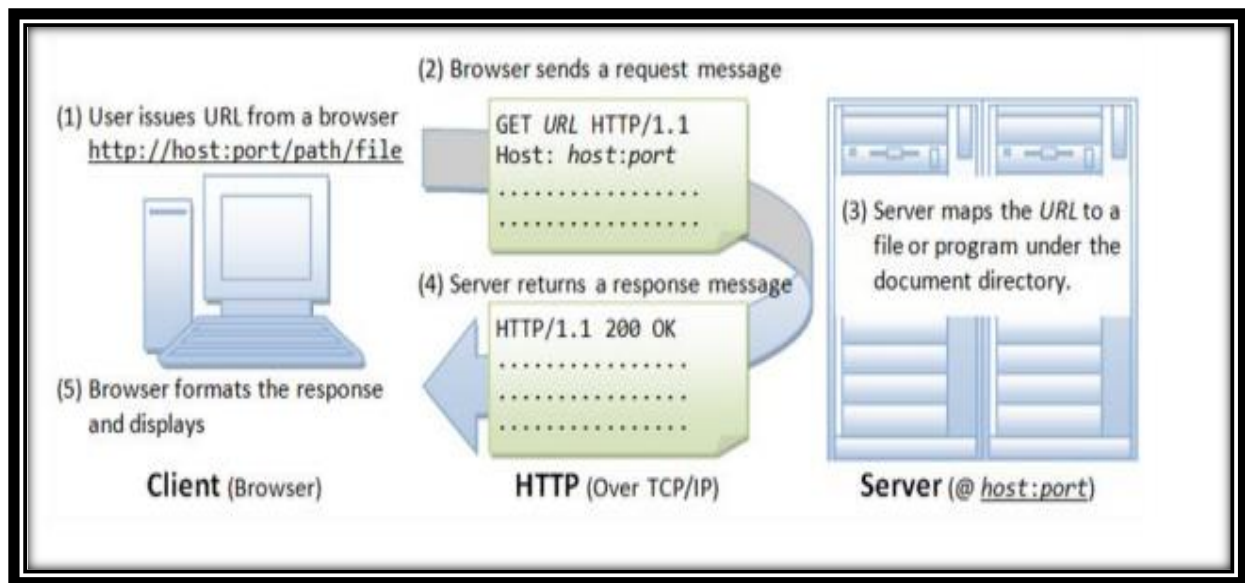 (1) User issues URL from a browser
http://host:port/path/file
(2) Browser sends a request message
GET URL HTTP/1.1
Host: host:port
..................
..................
(3) Server maps the URL to a
file or program under the
document directory.
(4) Server returns a response message
HTTP/1.1 200 OK
.................
.................
.................
(5) Browser formats the response
and displays
Client (Browser)
HTTP (Over TCP/IP)
Server (@ host:port)